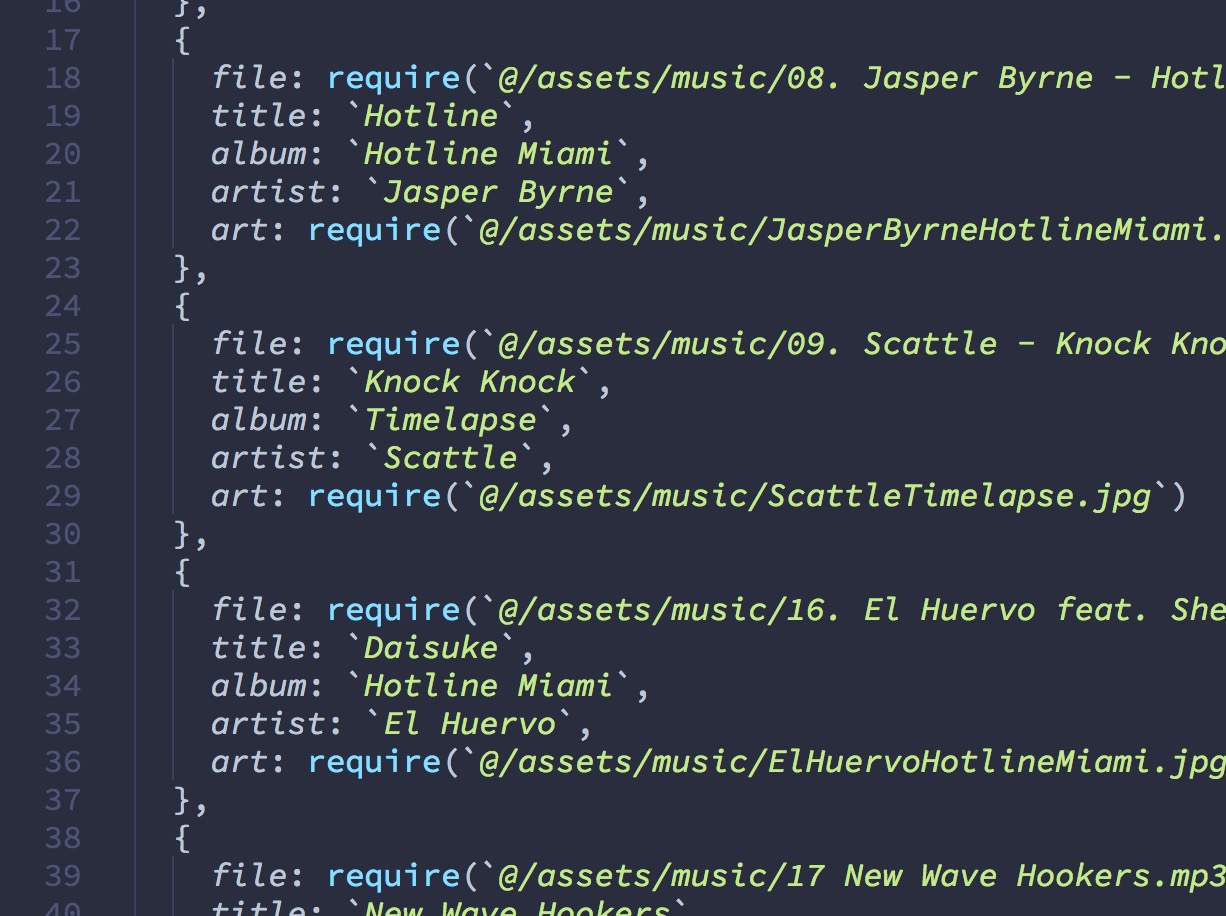 16 },
17 {
18 file: require(`@/assets/music/08. Jasper Byrne - Hotl
19 title: `Hotline`,
20 album: `Hotline Miami`,
21 artist: `Jasper Byrne`,
22 art: require(`@/assets/music/JasperByrneHotlineMiami.
23 },
24 {
25 file: require(`@/assets/music/09. Scattle - Knock Kno
26 title: `Knock Knock`,
27 album: `Timelapse`,
28 artist: `Scattle`,
29 art: require(`@/assets/music/ScattleTimelapse.jpg`)
30 },
31 {
32 file: require(`@/assets/music/16. El Huervo feat. She
33 title: `Daisuke`,
34 album: `Hotline Miami`,
35 artist: `El Huervo`,
36 art: require(`@/assets/music/ElHuervoHotlineMiami.jpg
37 },
38 {
39 file: require(`@/assets/music/17 New Wave Hookers.mp3
40 title: `New Wave Hookers`